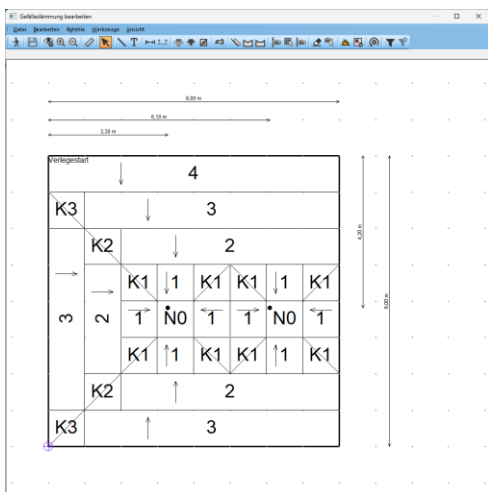 Gefälledämmung bearbeiten
Datei Bearbeiten Befehle Werkzeuge Ansicht
8,00 m
6,10 m
3,30 m
Verlegestart
4
K3 3
K2 2
K1 1 K1 K1 1 K1
3 2 1 N0 1 1 N0 1
K1 1 K1 K1 1 K1
K2 2
K3 3
4,20 m
8,00 m